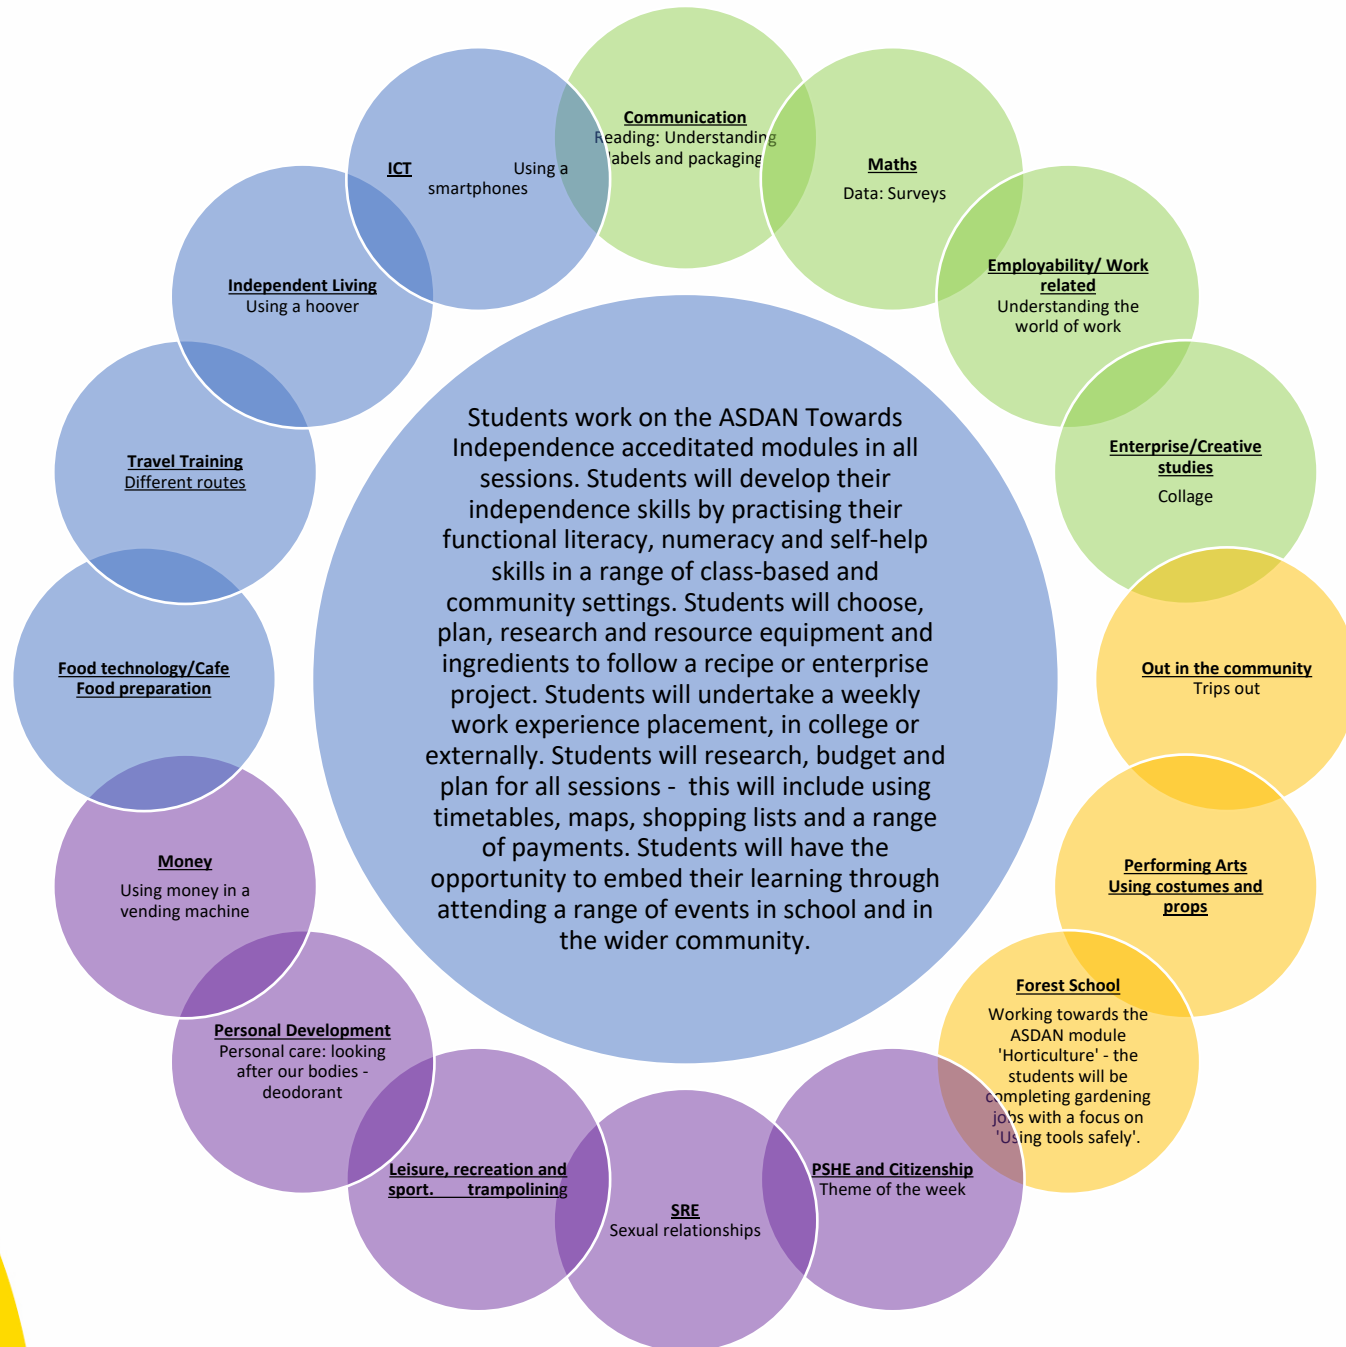 Communication
Reading: Understanding
labels and packaging
Maths
Data: Surveys
Employability/ Work
related
Understanding the
world of work
Enterprise/Creative
studies
Collage
Out in the community
Trips out
Performing Arts
Using costumes and
props
Forest School
Working towards the
ASDAN module
'Horticulture' - the
students will be
completing gardening
jobs with a focus on
'Using tools safely'.
PSHE and Citizenship
Theme of the week
SRE
Sexual relationships
Leisure, recreation and
sport. trampolining
Personal Development
Personal care: looking
after our bodies -
deodorant
Money
Using money in a
vending machine
Food technology/Cafe
Food preparation
Travel Training
Different routes
Independent Living
Using a hoover
ICT Using a
smartphones
Students work on the ASDAN Towards
Independence acceditated modules in all
sessions. Students will develop their
independence skills by practising their
functional literacy, numeracy and self-help
skills in a range of class-based and
community settings. Students will choose,
plan, research and resource equipment and
ingredients to follow a recipe or enterprise
project. Students will undertake a weekly
work experience placement, in college or
externally. Students will research, budget and
plan for all sessions - this will include using
timetables, maps, shopping lists and a range
of payments. Students will have the
opportunity to embed their learning through
attending a range of events in school and in
the wider community.